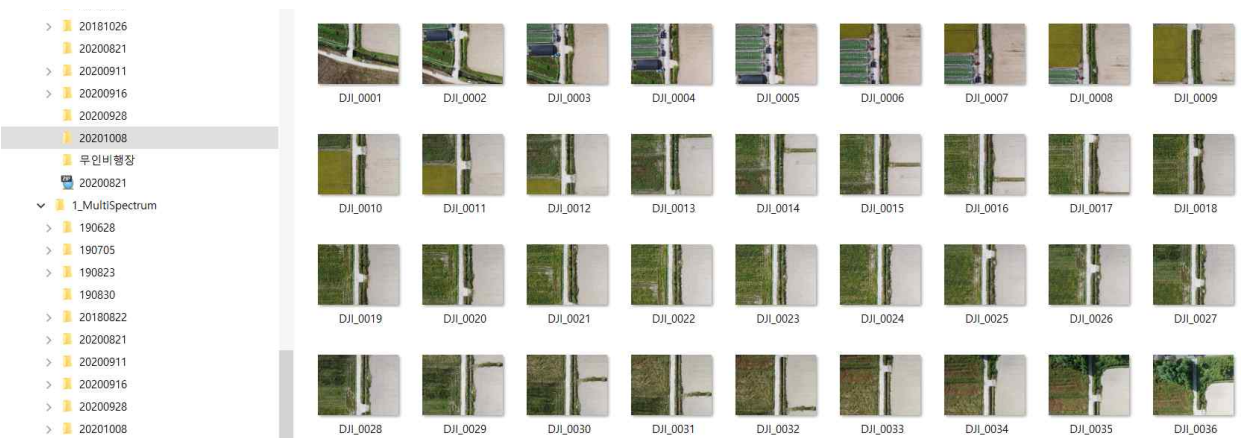 20181026
20200821
20200911
20200916
20200928
20201008
무인비행장
ZIP
20200821
1_MultiSpectrum
190628
190705
190823
190830
20180822
20200821
20200911
20200916
20200928
20201008
DJI_0001 DJI_0002 DJI_0003 DJI_0004 DJI_0005 DJI_0006 DJI_0007 DJI_0008 DJI_0009
DJI_0010 DJI_0011 DJI_0012 DJI_0013 DJI_0014 DJI_0015 DJI_0016 DJI_0017 DJI_0018
DJI_0019 DJI_0020 DJI_0021 DJI_0022 DJI_0023 DJI_0024 DJI_0025 DJI_0026 DJI_0027
DJI_0028 DJI_0029 DJI_0030 DJI_0031 DJI_0032 DJI_0033 DJI_0034 DJI_0035 DJI_0036